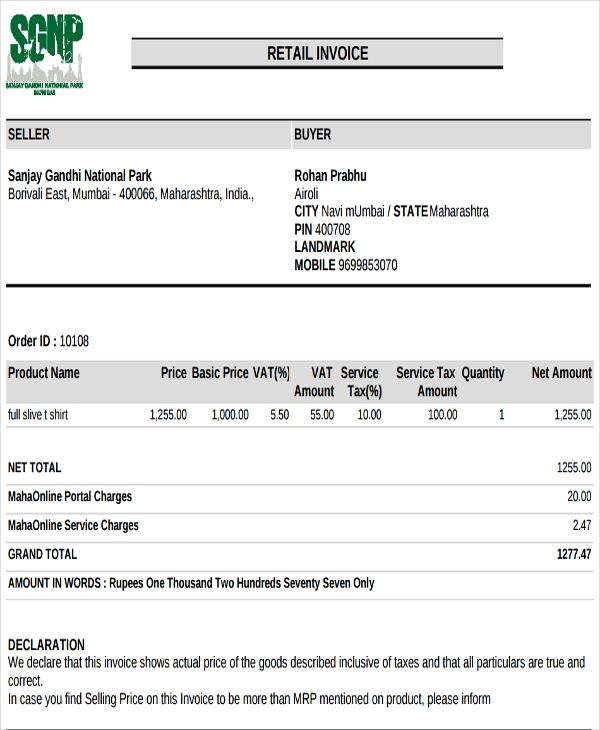 SGNP
SANJAY GANDHI NATIONAL PARK
MUMBAI
RETAIL INVOICE
SELLER
BUYER
Sanjay Gandhi National Park
Borivali East, Mumbai - 400066, Maharashtra, India.,
Rohan Prabhu
Airoli
CITY Navi mUmbai / STATE Maharashtra
PIN 400708
LANDMARK
MOBILE 9699853070
Order ID : 10108
Product Name Price Basic Price VAT(%) VAT Amount Service Tax(%) Service Tax Amount Quantity Net Amount
full slive t shirt 1,255.00 1,000.00 5.50 55.00 10.00 100.00 1 1,255.00
NET TOTAL 1255.00
MahaOnline Portal Charges 20.00
MahaOnline Service Charges 2.47
GRAND TOTAL 1277.47
AMOUNT IN WORDS : Rupees One Thousand Two Hundreds Seventy Seven Only
DECLARATION
We declare that this invoice shows actual price of the goods described inclusive of taxes and that all particulars are true and
correct.
In case you find Selling Price on this Invoice to be more than MRP mentioned on product, please inform